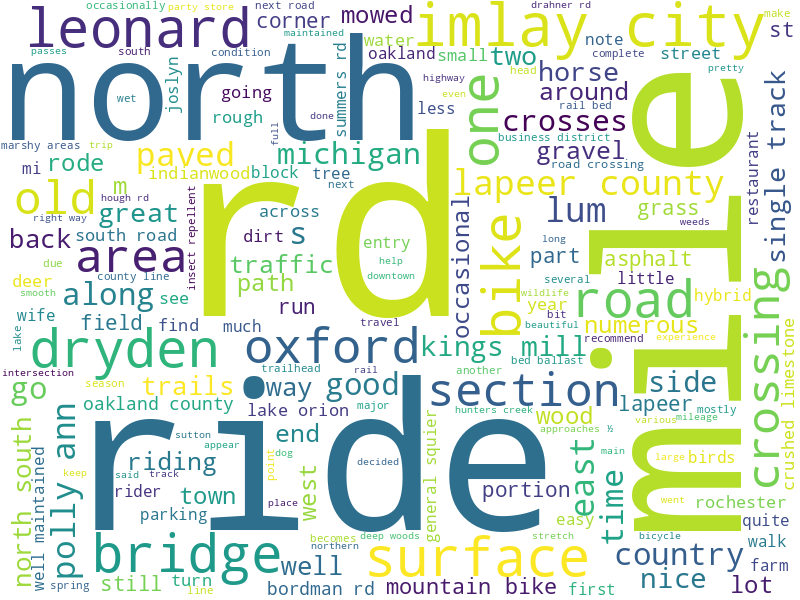 occasionally party store next road corner mowed water note drahner rd make st
leonard imlay city
passes south condition maintained oakland small two street complete pretty
north
joslyn going summers rd highway less horse around head even
wet rough full done one crosses rail bed
marshy areas trip paved michigan business district gravel road crossing
mi rode indianwood block tree next lapeer county
old m hough rd great across occasional lum grass weeds restaurant single track
right way
back south road area dirt s rd bike part long asphalt
insect repellent entry help downtown
due county line traffic path see run travel year several little hybrid
deer along wildlife bit beautiful road
smooth wife field find much numerous experience
lake dryden oxford kings mill recommend
intersection trailhead rail another bed ballast mile
go season trails way good section side crossing
oakland county lake orion major hunters creek wood lapeer mostly crushed limestone
north south well maintained polly ann sutton appear dog end ride general squier approaches ½ various mileage
keep said track point decided east main large birds
riding west portion time went rochester
rider town place easy quite
parking becomes deep woods stretch bicycle walk
bridge northern surface country
still turn well first nice farm
spring line bordman rd mountain bike lot